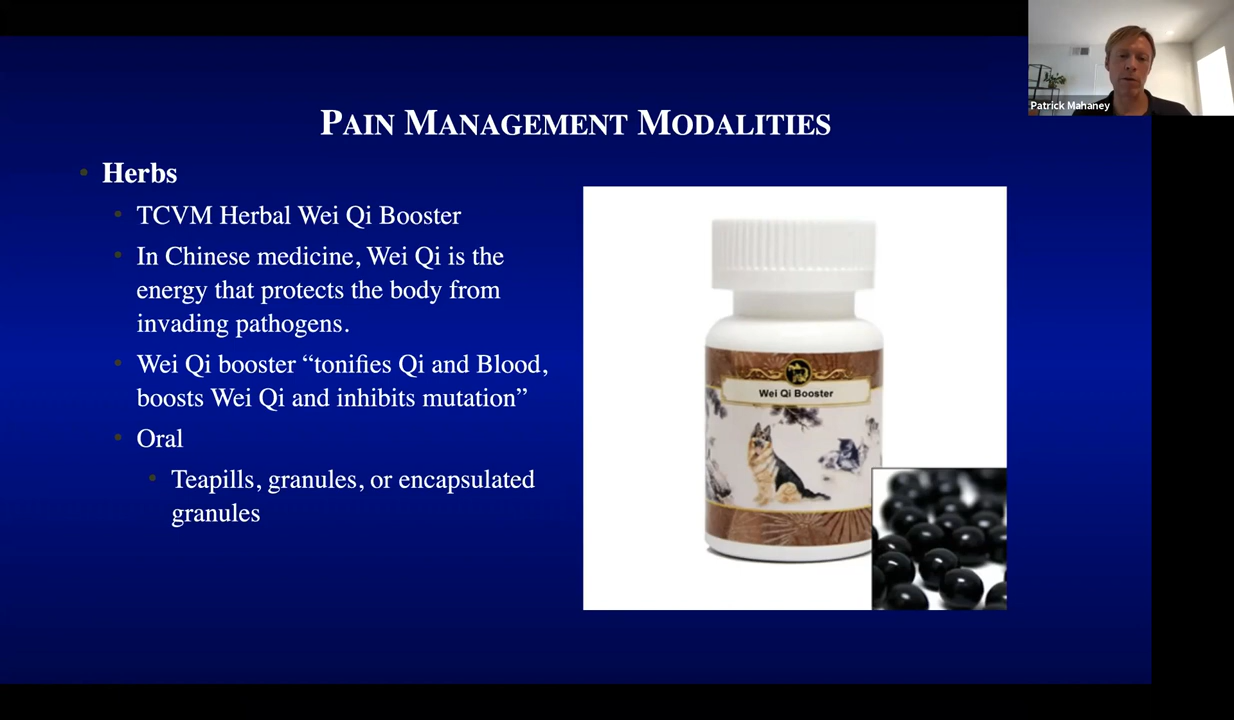 Patrick Mahaney
PAIN MANAGEMENT MODALITIES
• Herbs
• TCVM Herbal Wei Qi Booster
• In Chinese medicine, Wei Qi is the
energy that protects the body from
invading pathogens.
• Wei Qi booster “tonifies Qi and Blood,
boosts Wei Qi and inhibits mutation”
• Oral
• Teapills, granules, or encapsulated
granules
Wei Qi Booster